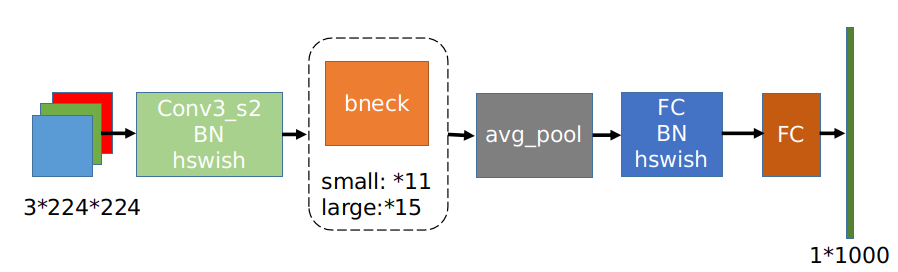 3*224*224
Conv3_s2
BN
hswish
bneck
small: *11
large:*15
avg_pool
FC
BN
hswish
FC
1*1000